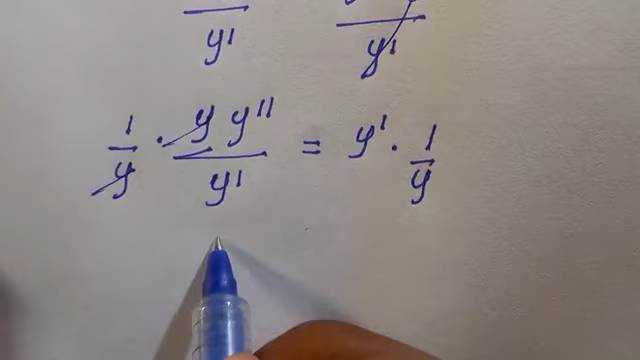 y' y'
1/y · y y''/y' = y' · 1/y